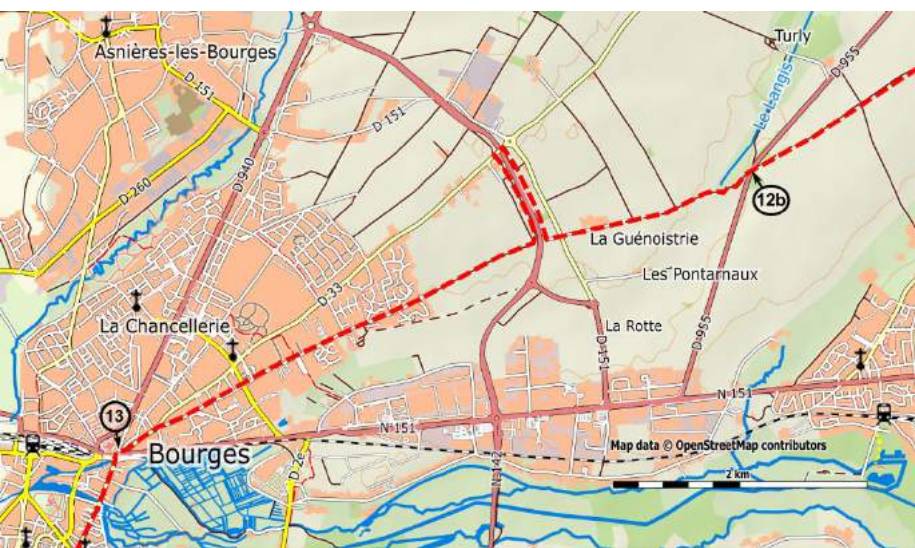 Turly
Asnières-les-Bourges
D 955
D-151
Le Langis
D-151
D-940
D-260
12b
La Guénoistrie
Les Pontarnaux
D-33
La Chancellerie
La Rotte
D-151
D-955
N 151
13
N 151
Map data © OpenStreetMap contributors
Bourges
D 2e
N 142
2 km